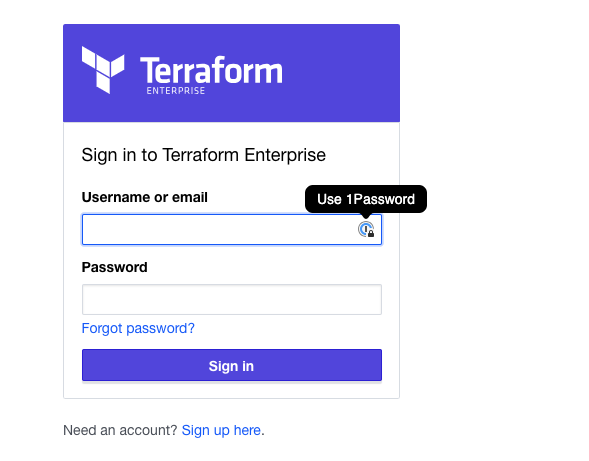 Terraform
ENTERPRISE
Sign in to Terraform Enterprise
Username or email
Use 1Password
Password
Forgot password?
Sign in
Need an account? Sign up here.